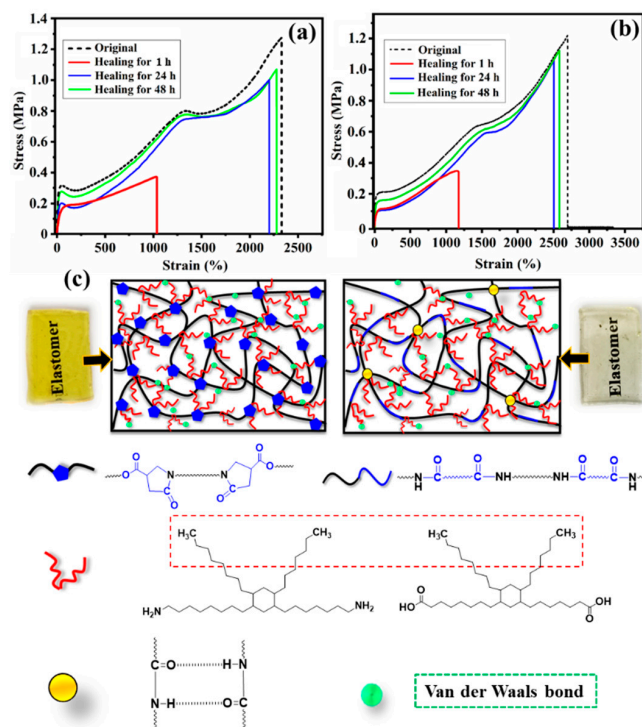 1.4
1.2
1.0
0.8
0.6
0.4
0.2
0
Stress (MPa)
Original
Healing for 1 h
Healing for 24 h
Healing for 48 h
(a)
0 500 1000 1500 2000 2500
Strain (%)
1.2
1.0
0.8
0.6
0.4
0.2
0
Stress (MPa)
Original
Healing for 1 h
Healing for 24 h
Healing for 48 h
(b)
0 500 1000 1500 2000 2500 3000 3500
Strain (%)
(c)
Elastomer
Elastomer
O
O
N
N
O
O
O
O
O
O
O
O
NH
C
C
NH
NH
C
C
NH
H₃C
CH₃
H₃C
CH₃
H₂N
NH₂
HO
O
O
OH
C=O
H-N
N-H
O=C
Van der Waals bond